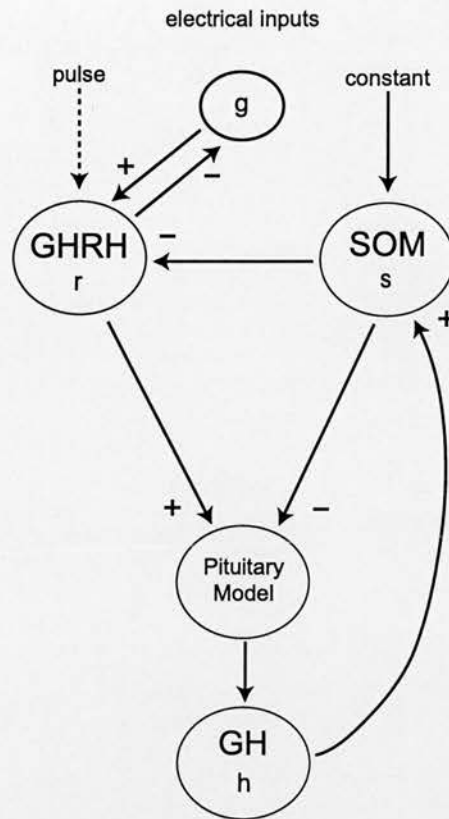 electrical inputs
pulse
constant
g
+
−
GHRH
r
−
SOM
s
+
+
−
Pituitary
Model
GH
h